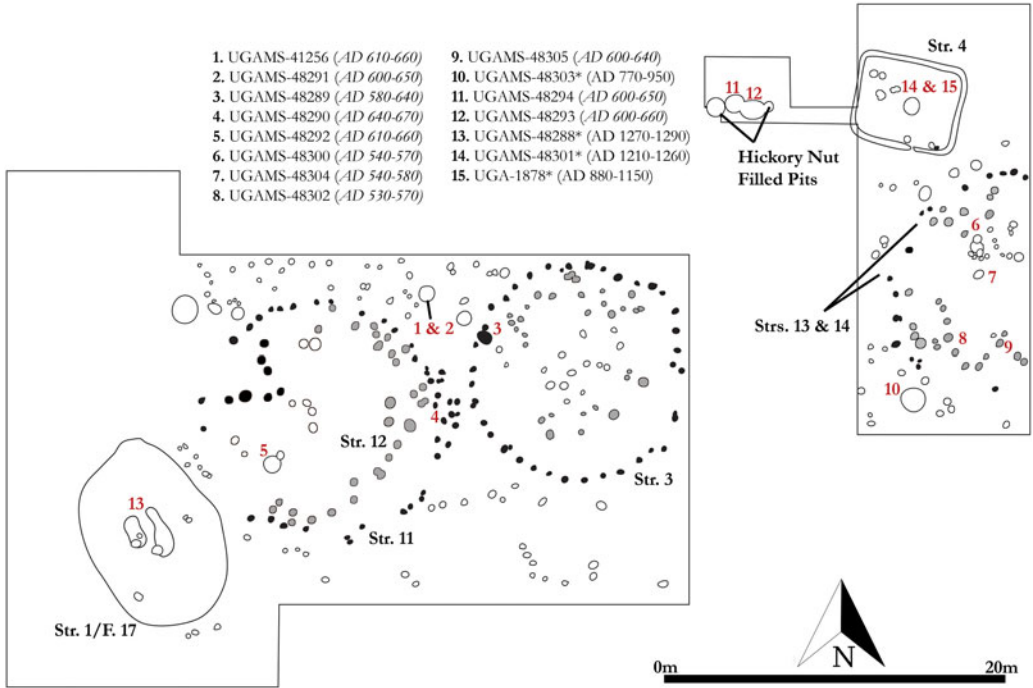 1. UGAMS-41256 (AD 610-660)
2. UGAMS-48291 (AD 600-650)
3. UGAMS-48289 (AD 580-640)
4. UGAMS-48290 (AD 640-670)
5. UGAMS-48292 (AD 610-660)
6. UGAMS-48300 (AD 540-570)
7. UGAMS-48304 (AD 540-580)
8. UGAMS-48302 (AD 530-570)
9. UGAMS-48305 (AD 600-640)
10. UGAMS-48303* (AD 770-950)
11. UGAMS-48294 (AD 600-650)
12. UGAMS-48293 (AD 600-660)
13. UGAMS-48288* (AD 1270-1290)
14. UGAMS-48301* (AD 1210-1260)
15. UGA-1878* (AD 880-1150)
Str. 4
11 12
14 & 15
Hickory Nut
Filled Pits
6
7
Strs. 13 & 14
8
9
10
1 & 2
3
4
Str. 12
5
Str. 3
13
Str. 11
Str. 1/F. 17
N
0m
20m